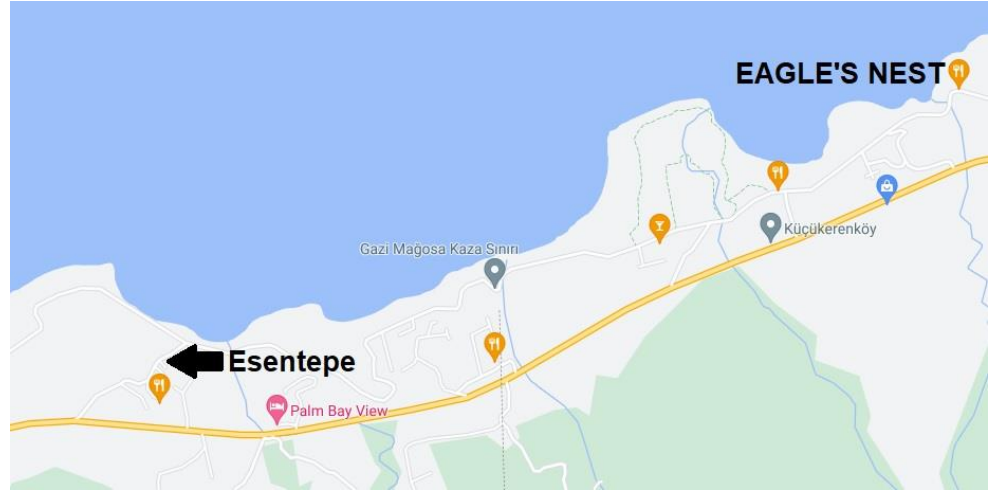 EAGLE'S NEST
Küçükerenköy
Gazi Mağosa Kaza Sınırı
Esentepe
Palm Bay View